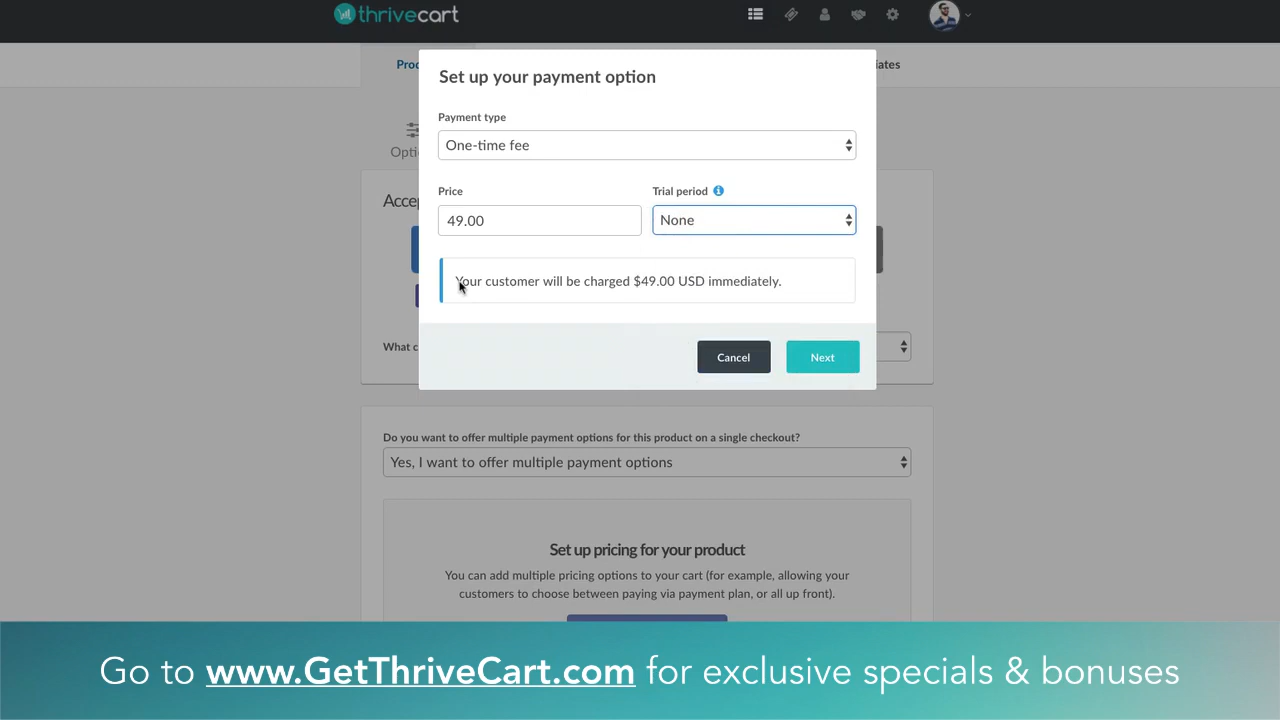 thrivecart
Set up your payment option
Payment type
One-time fee
Price
Trial period
49.00
None
Your customer will be charged $49.00 USD immediately.
Cancel
Next
What c
Do you want to offer multiple payment options for this product on a single checkout?
Yes, I want to offer multiple payment options
Set up pricing for your product
You can add multiple pricing options to your cart (for example, allowing your
customers to choose between paying via payment plan, or all up front).
Go to www.GetThriveCart.com for exclusive specials & bonuses